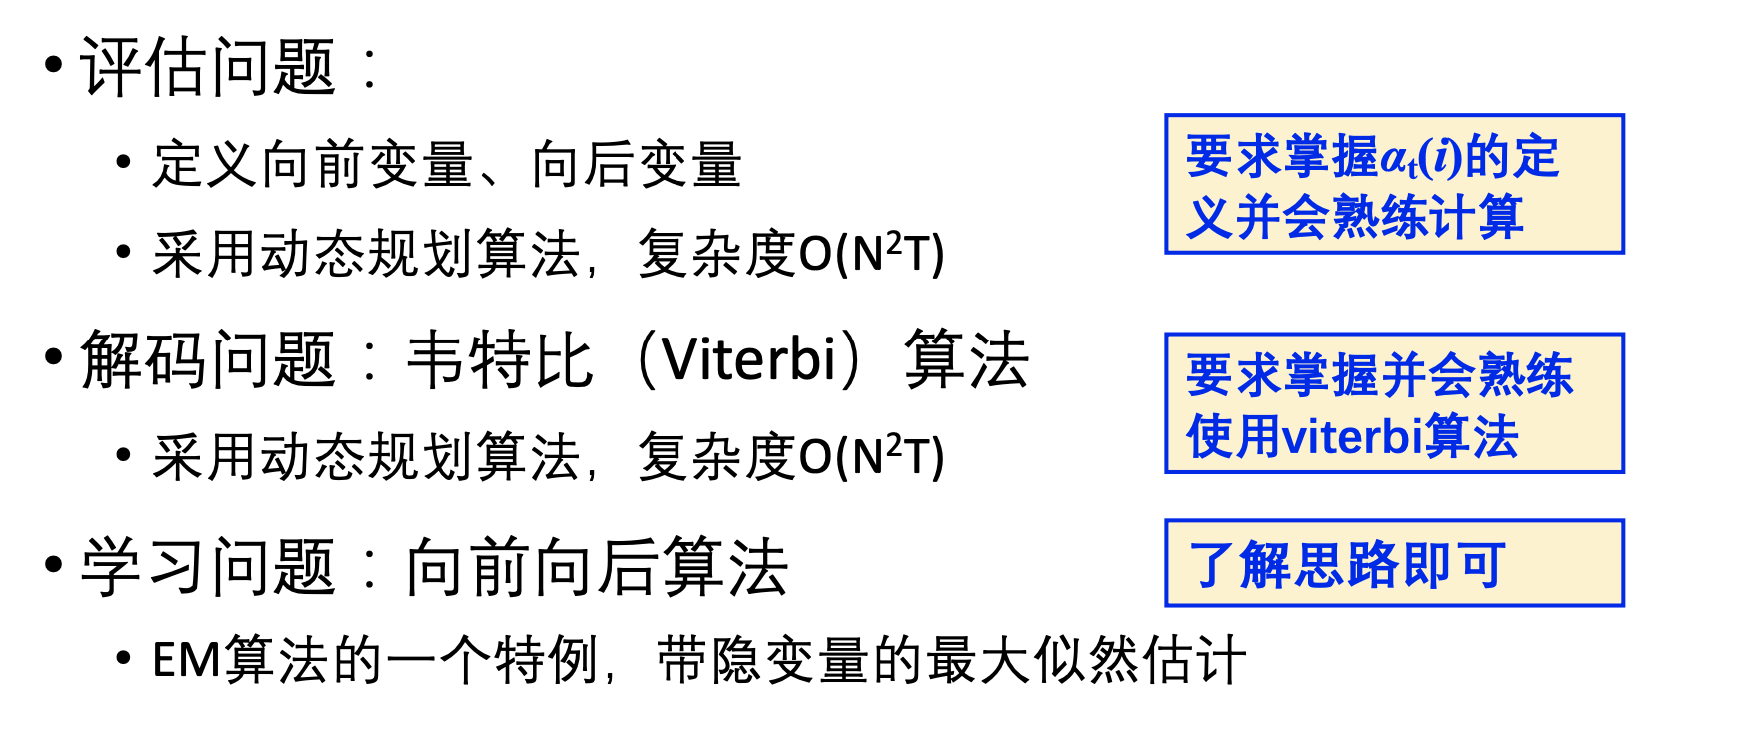 • 评估问题：
• 定义向前变量、向后变量
• 采用动态规划算法，复杂度O(N²T)
要求掌握αt(i)的定
义并会熟练计算
• 解码问题：韦特比（Viterbi）算法
• 采用动态规划算法，复杂度O(N²T)
要求掌握并会熟练
使用viterbi算法
• 学习问题：向前向后算法
了解思路即可
• EM算法的一个特例，带隐变量的最大似然估计